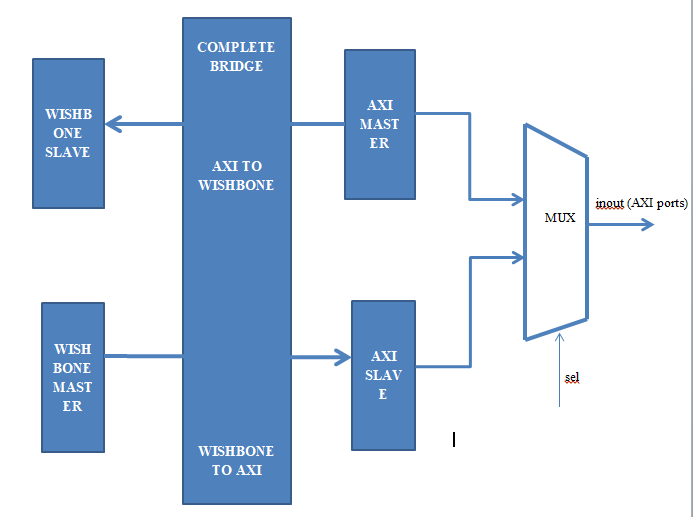 COMPLETE
BRIDGE
WISHB
ONE
SLAVE
AXI
MAST
ER
AXI TO
WISHBONE
MUX
inout (AXI ports)
WISH
BONE
MAST
ER
AXI
SLAV
E
sel
WISHBONE
TO AXI